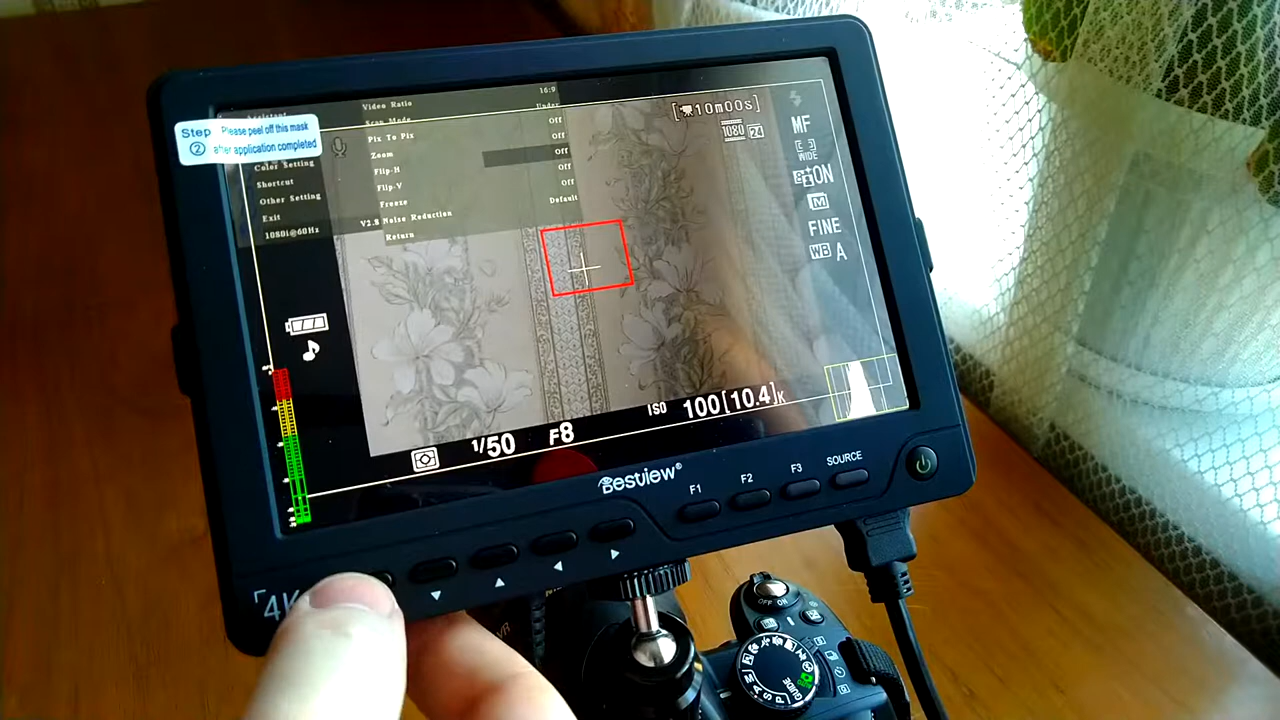 Video Ratio
16:9
Scan Mode
Under
Pix To Pix
Off
Zoom
Off
Flip-H
Off
Flip-V
Off
Freeze
Off
V2.8 Noise Reduction
Default
Return
Color Setting
Shortcut
Other Setting
Exit
1080i@60Hz
Step Please peel off this mask
② after application completed
[10m00s]
1080 24
MF
WIDE
ON
M
FINE
WB A
1/50
F8
ISO 100[10.4]K
Bestview®
F1
F2
F3
SOURCE
4K
OFF ON
GUIDE
M
A
S
P
VR